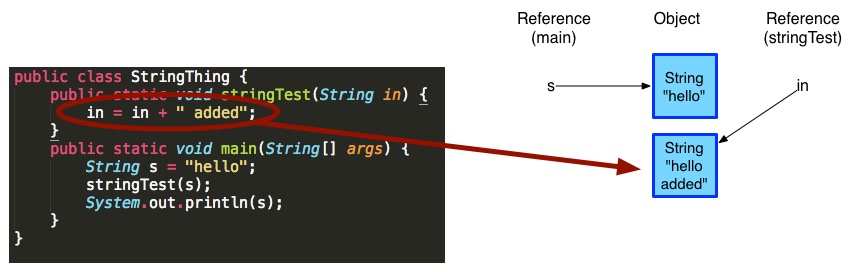 Reference
(main)
Object
Reference
(stringTest)
public class StringThing {
public static void stringTest(String in) {
in = in + " added";
}
public static void main(String[] args) {
String s = "hello";
stringTest(s);
System.out.println(s);
}
}
s
String
"hello"
in
String
"hello
added"